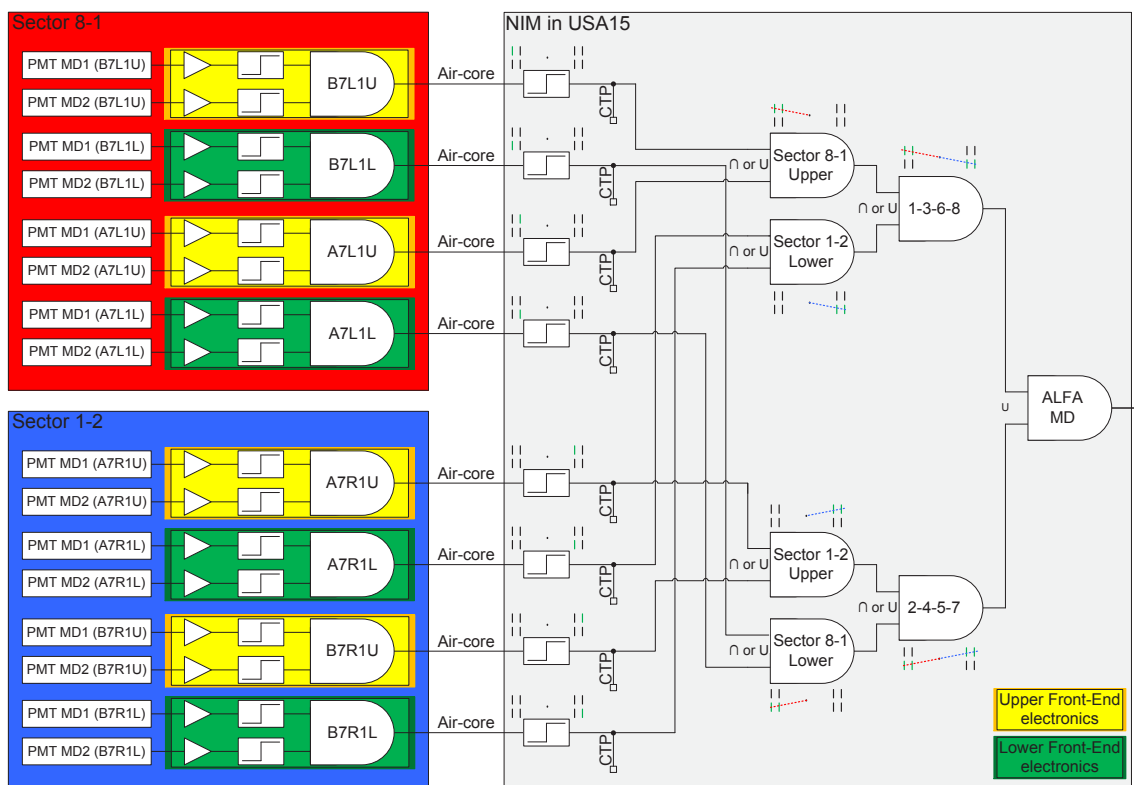 Sector 8-1
PMT MD1 (B7L1U)
PMT MD2 (B7L1U)
B7L1U
PMT MD1 (B7L1L)
PMT MD2 (B7L1L)
B7L1L
PMT MD1 (A7L1U)
PMT MD2 (A7L1U)
A7L1U
PMT MD1 (A7L1L)
PMT MD2 (A7L1L)
A7L1L
Air-core
Air-core
Air-core
Air-core
Sector 1-2
PMT MD1 (A7R1U)
PMT MD2 (A7R1U)
A7R1U
PMT MD1 (A7R1L)
PMT MD2 (A7R1L)
A7R1L
PMT MD1 (B7R1U)
PMT MD2 (B7R1U)
B7R1U
PMT MD1 (B7R1L)
PMT MD2 (B7R1L)
B7R1L
Air-core
Air-core
Air-core
Air-core
NIM in USA15
CTP
CTP
CTP
CTP
CTP
CTP
CTP
CTP
∩ or U
Sector 8-1
Upper
∩ or U
Sector 1-2
Lower
∩ or U
1-3-6-8
∩ or U
Sector 1-2
Upper
∩ or U
Sector 8-1
Lower
∩ or U
2-4-5-7
U
ALFA
MD
Upper Front-End
electronics
Lower Front-End
electronics